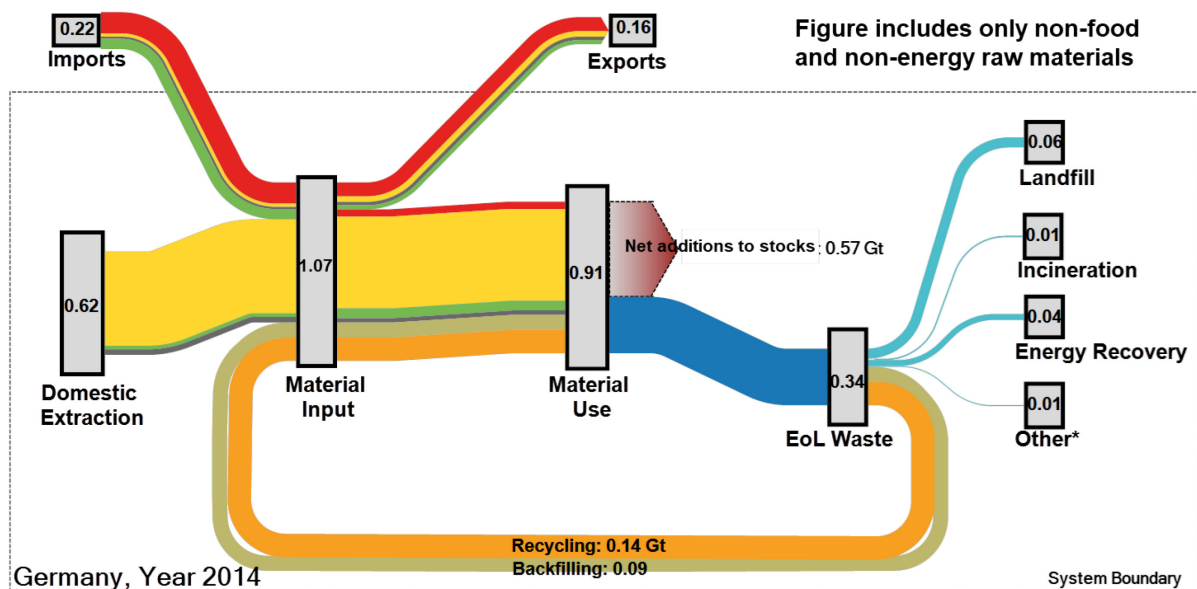 0.22
Imports
0.16
Exports
Figure includes only non-food
and non-energy raw materials
0.06
Landfill
0.01
Incineration
0.04
Energy Recovery
0.01
Other*
0.62
Domestic
Extraction
1.07
Material
Input
0.91
Material
Use
Net additions to stocks : 0.57 Gt
0.34
EoL Waste
Recycling: 0.14 Gt
Backfilling: 0.09
Germany, Year 2014
System Boundary